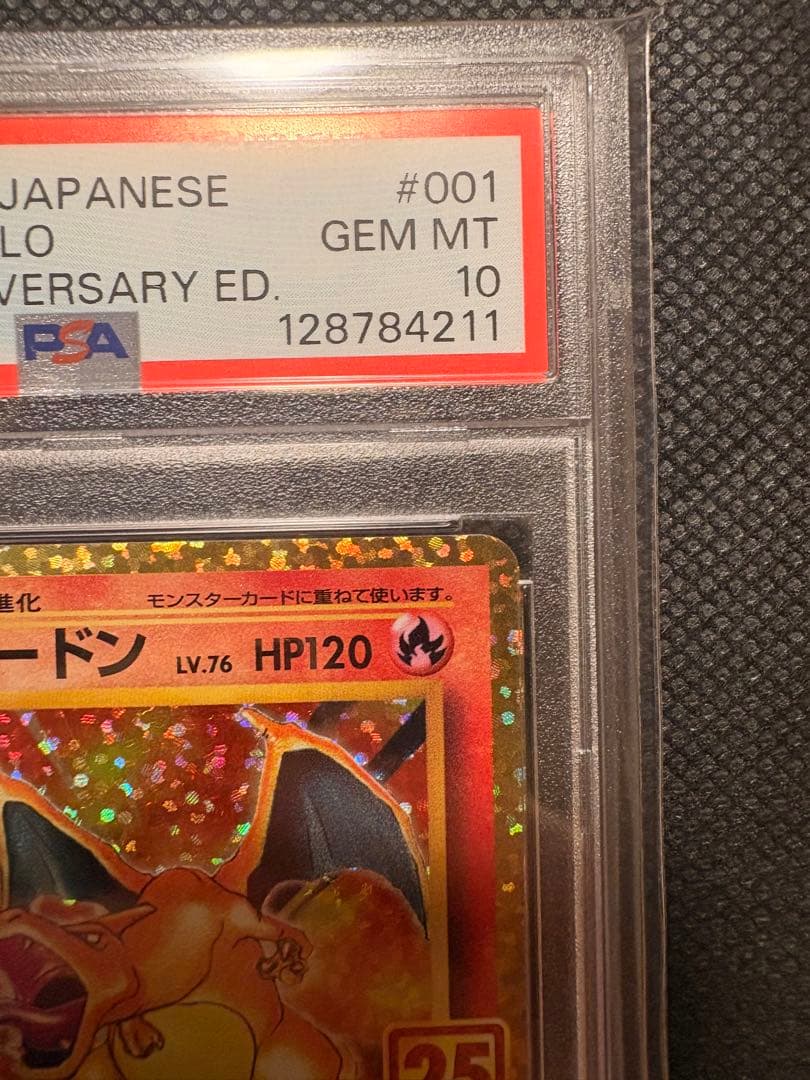 JAPANESE #001
LO GEM MT
VERSARY ED. 10
PSA 128784211
進化 モンスターカードに重ねて使います。
ードン LV.76 HP120
25